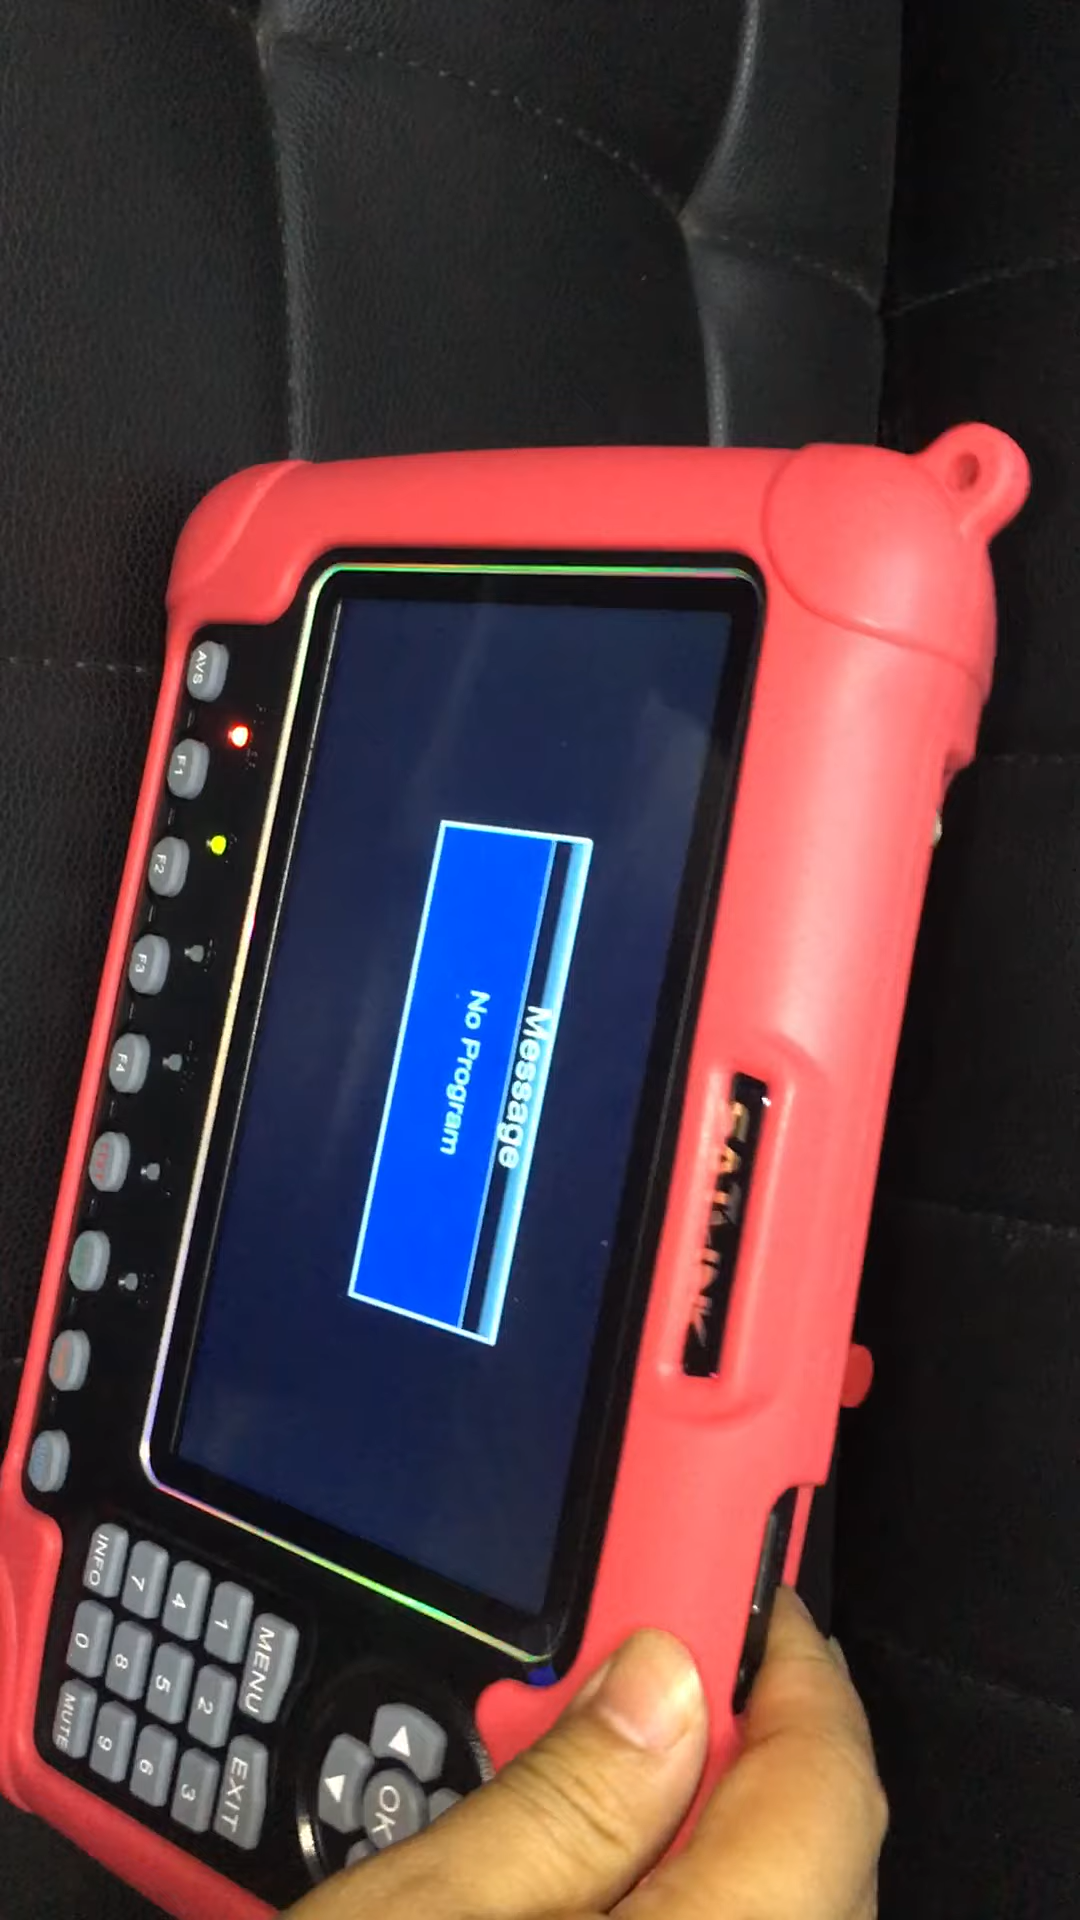 SATLINK
Message
No Program
AVS
F1
F2
F3
F4
MENU
EXIT
1
2
3
4
5
6
7
8
9
INFO
0
MUTE
OK